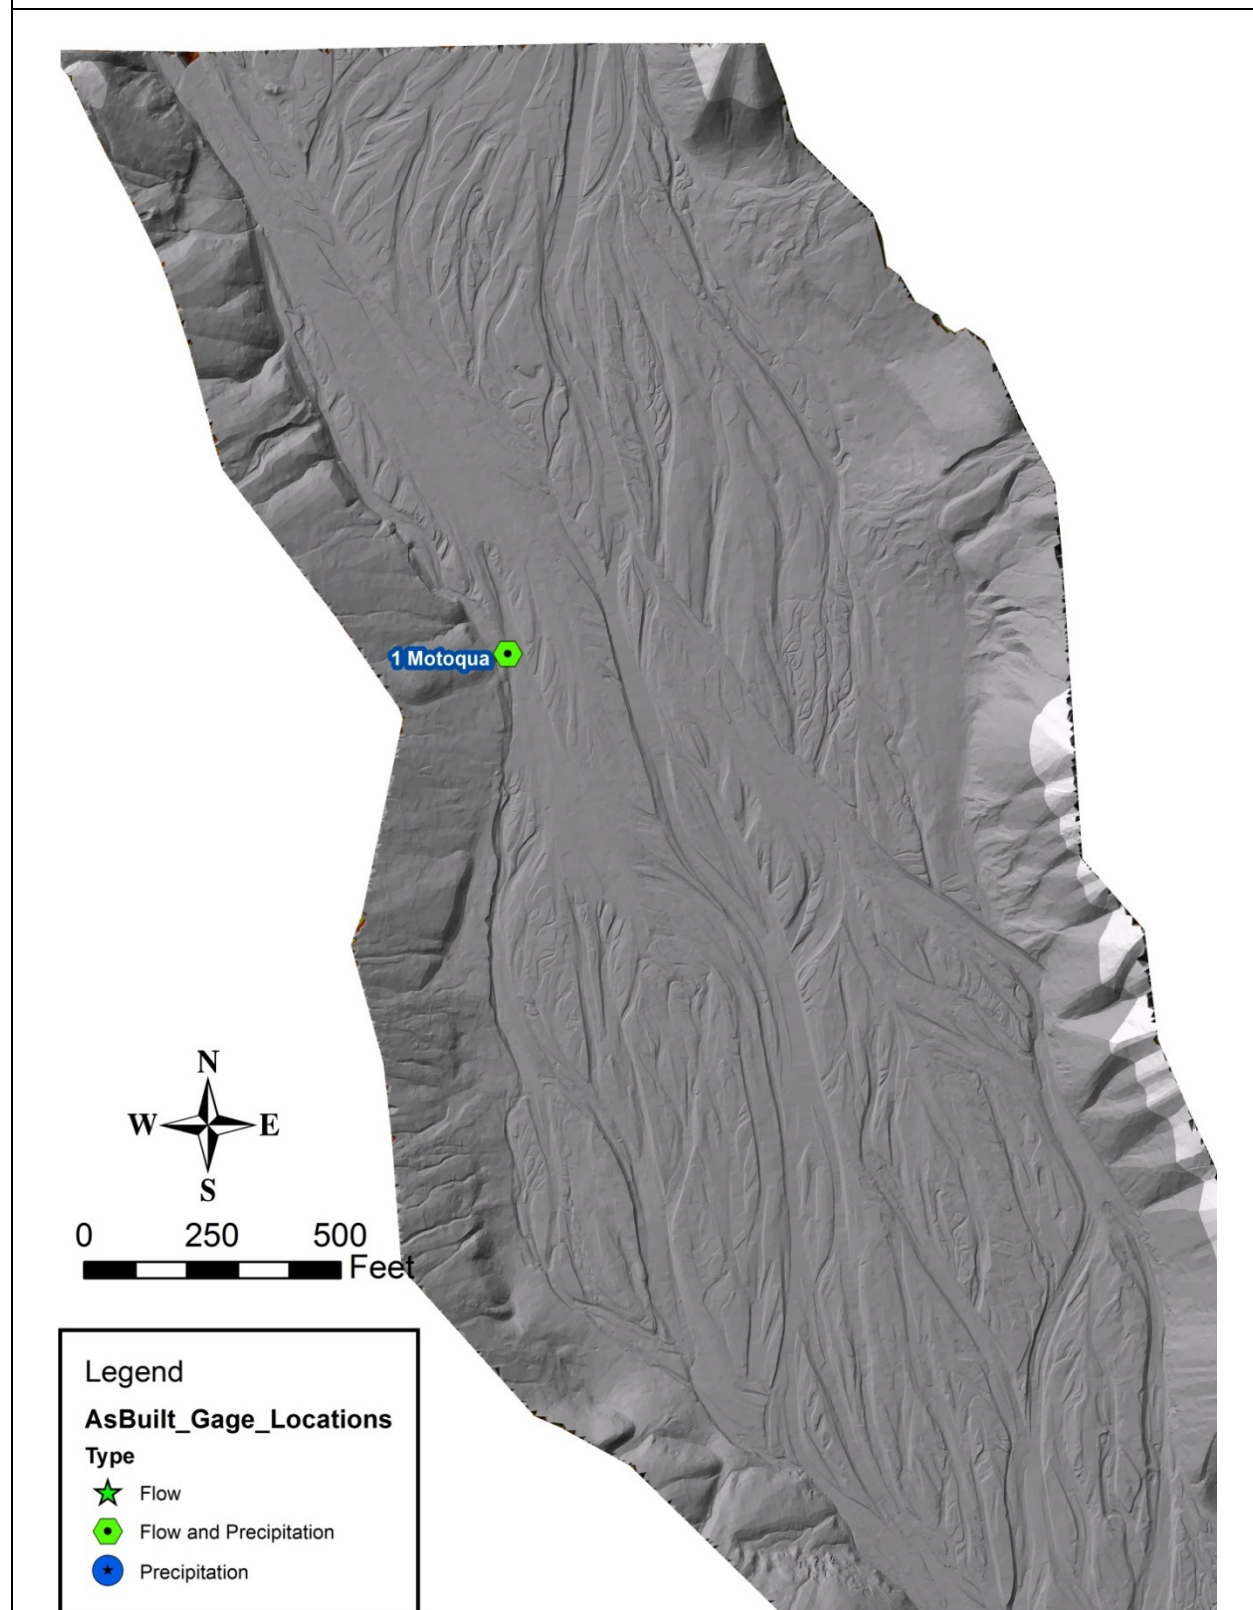 1 Motoqua
N
W E
S
0 250 500
Feet
Legend
AsBuilt_Gage_Locations
Type
Flow
Flow and Precipitation
Precipitation